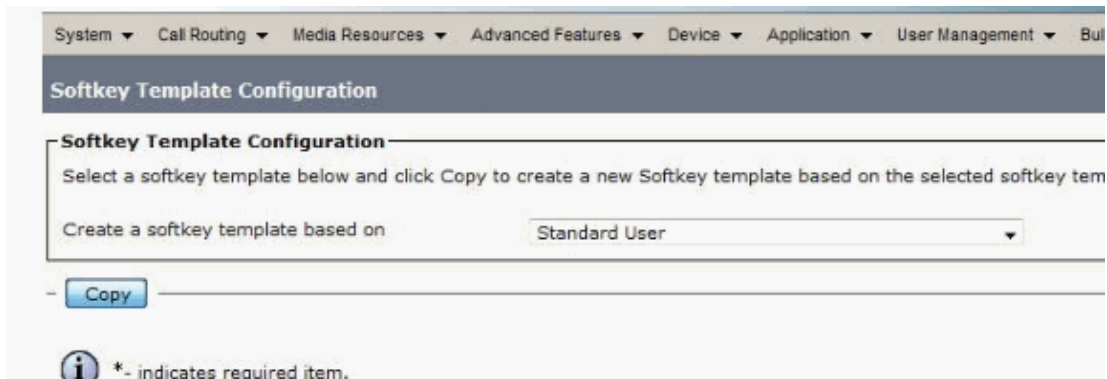 System Call Routing Media Resources Advanced Features Device Application User Management Bul
Softkey Template Configuration
Softkey Template Configuration
Select a softkey template below and click Copy to create a new Softkey template based on the selected softkey tem
Create a softkey template based on Standard User
Copy
*- indicates required item.